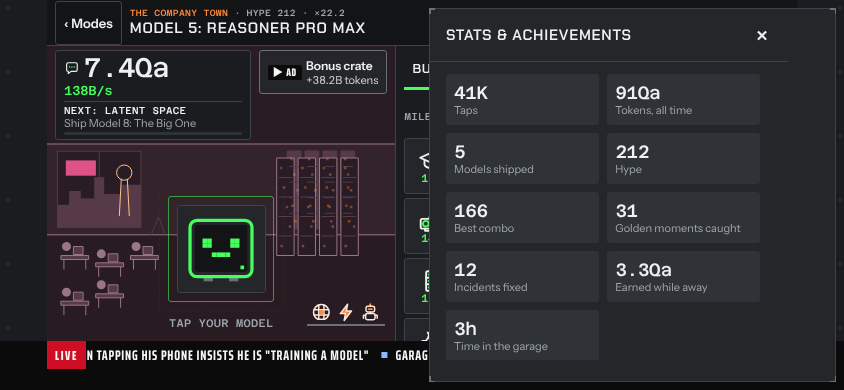 ‹ Modes
THE COMPANY TOWN · HYPE 212 · ×22.2
MODEL 5: REASONER PRO MAX
7.4Qa
138B/s
NEXT: LATENT SPACE
Ship Model 8: The Big One
▶ AD
Bonus crate
+38.2B tokens
BU
MILE
1
1
1
TAP YOUR MODEL
LIVE
N TAPPING HIS PHONE INSISTS HE IS "TRAINING A MODEL" ■ GARAG
STATS & ACHIEVEMENTS
×
41K
Taps
91Qa
Tokens, all time
5
Models shipped
212
Hype
166
Best combo
31
Golden moments caught
12
Incidents fixed
3.3Qa
Earned while away
3h
Time in the garage